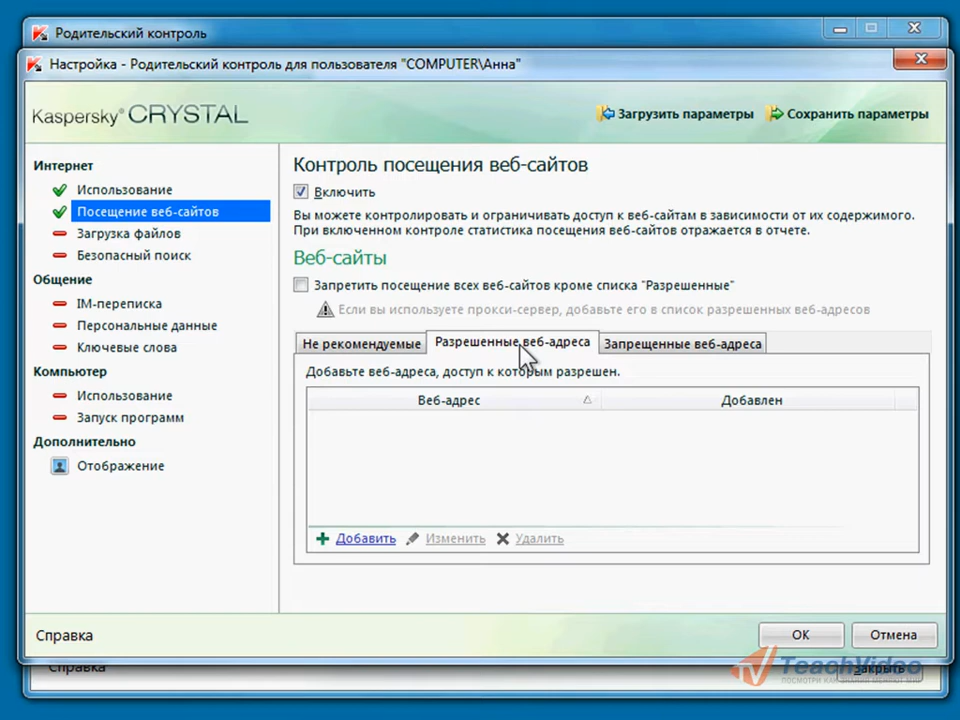 Родительский контроль
Настройка - Родительский контроль для пользователя "COMPUTER\Анна"
Kaspersky® CRYSTAL
Загрузить параметры
Сохранить параметры
Интернет
Использование
Посещение веб-сайтов
Загрузка файлов
Безопасный поиск
Общение
IM-переписка
Персональные данные
Ключевые слова
Компьютер
Использование
Запуск программ
Дополнительно
Отображение
Контроль посещения веб-сайтов
Включить
Вы можете контролировать и ограничивать доступ к веб-сайтам в зависимости от их содержимого.
При включенном контроле статистика посещения веб-сайтов отражается в отчете.
Веб-сайты
Запретить посещение всех веб-сайтов кроме списка "Разрешенные"
Если вы используете прокси-сервер, добавьте его в список разрешенных веб-адресов
Не рекомендуемые
Разрешенные веб-адреса
Запрещенные веб-адреса
Добавьте веб-адреса, доступ к которым разрешен.
Веб-адрес
Добавлен
Добавить
Изменить
Удалить
Справка
ОК
Отмена
Справка
Закрыть
TeachVideo